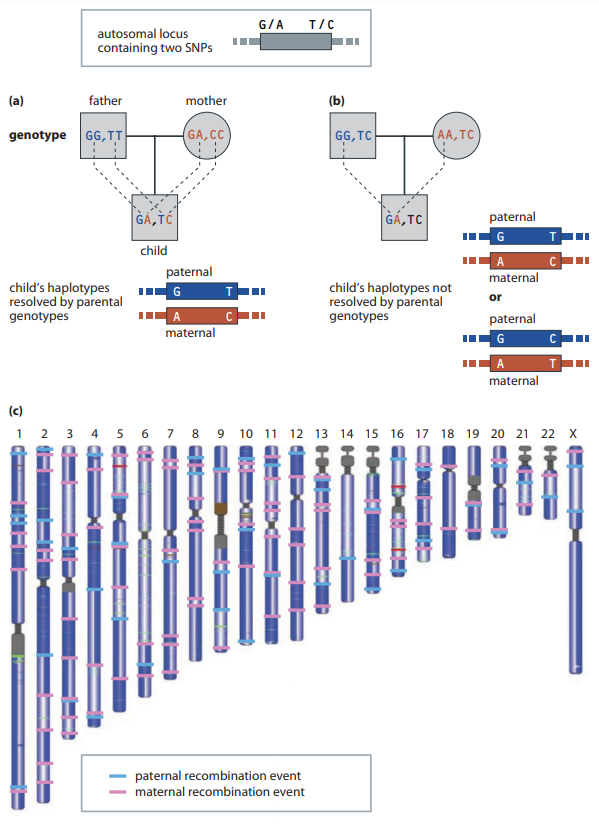 autosomal locus
containing two SNPs
G/A T/C
(a)
father mother
genotype
GG,TT GA,CC
GA,TC
child
child's haplotypes
resolved by parental
genotypes
paternal
G T
A C
maternal
(b)
GG,TC AA,TC
GA,TC
child's haplotypes not
resolved by parental
genotypes
paternal
G T
A C
maternal
or
paternal
G C
A T
maternal
(c)
1 2 3 4 5 6 7 8 9 10 11 12 13 14 15 16 17 18 19 20 21 22 X
paternal recombination event
maternal recombination event